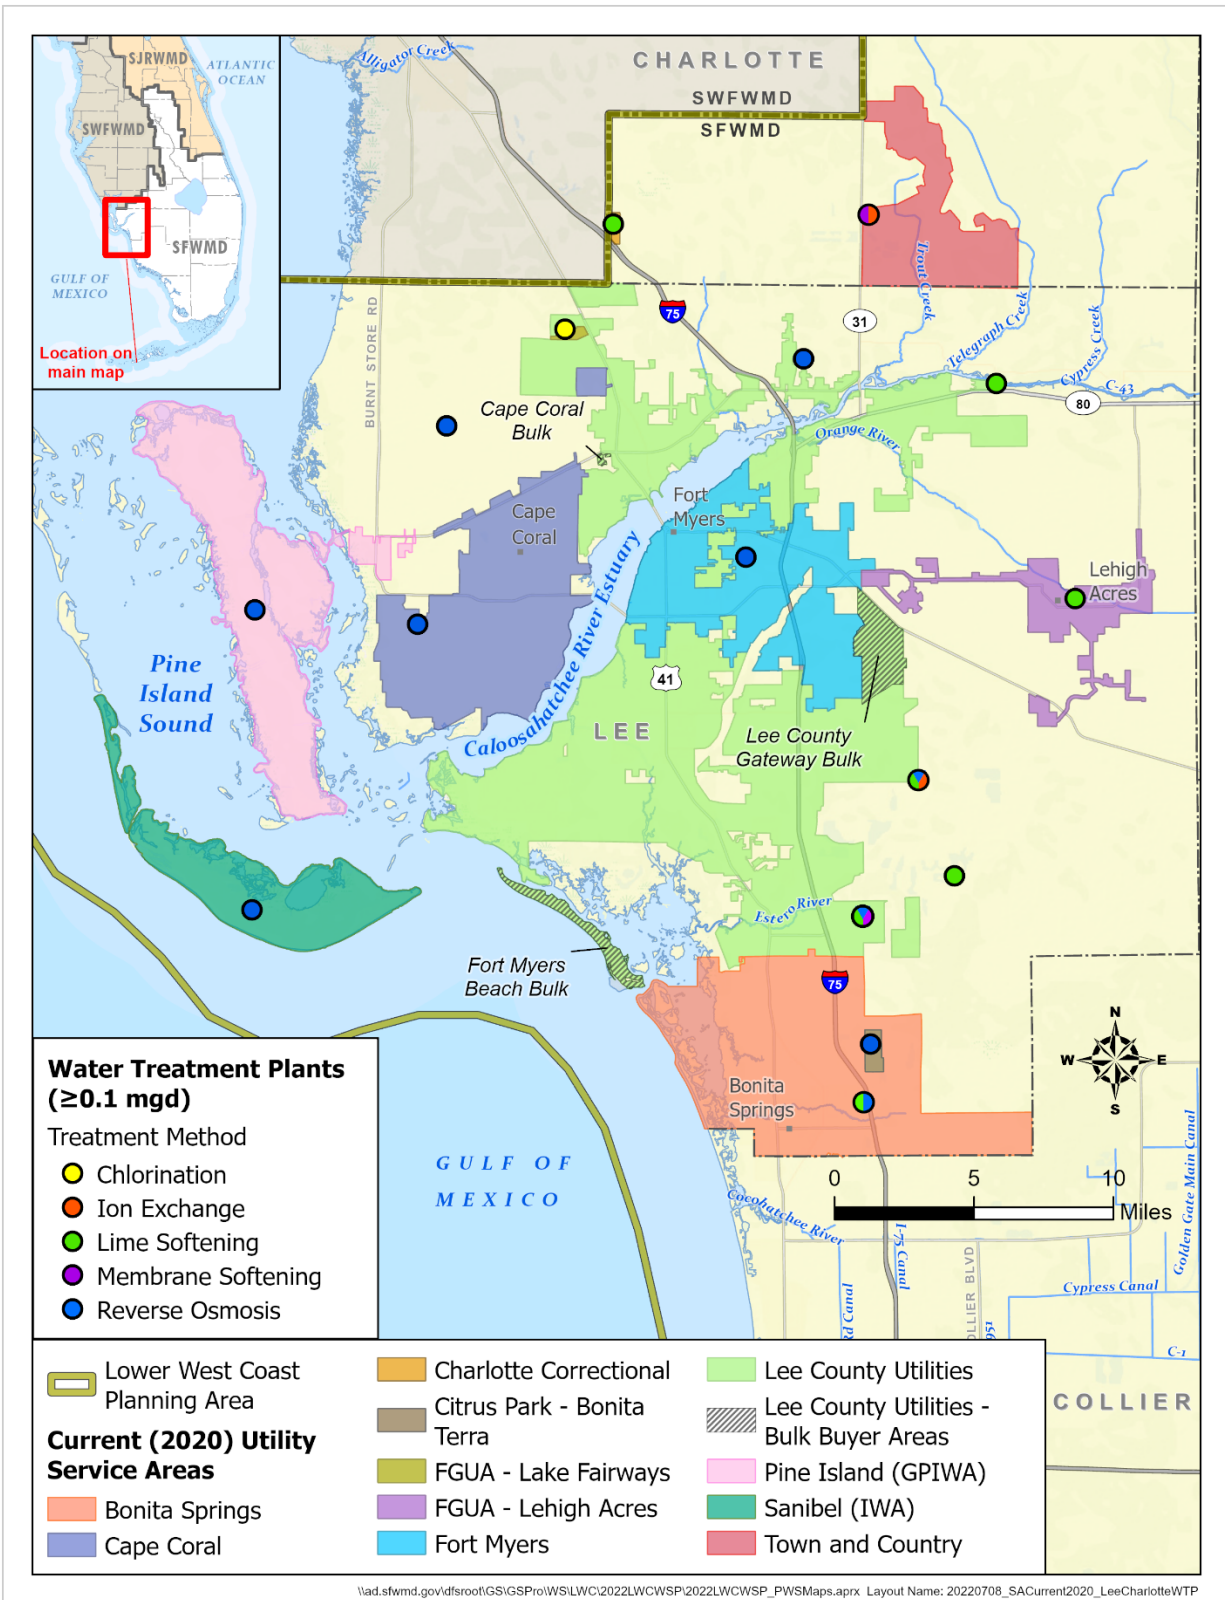 SJRWMD
ATLANTIC
OCEAN
SWFWMD
SFWMD
GULF OF
MEXICO
Location on
main map
Alligator Creek
CHARLOTTE
SWFWMD
SFWMD
75
31
Trout Creek
Telegraph Creek
Cypress Creek
C-43
80
BURNT STORE RD
Cape Coral
Bulk
Orange River
Fort
Myers
Cape
Coral
Lehigh
Acres
Caloosahatchee River Estuary
Pine
Island
Sound
41
LEE
Lee County
Gateway Bulk
Estero River
Fort Myers
Beach Bulk
75
N
W
E
S
Bonita
Springs
GULF OF
MEXICO
0 5 10
Miles
Cocohatchee River
I-75 Canal
Rd Canal
OLLIER BLVD
951
Golden Gate Main Canal
Cypress Canal
C-1
COLLIER
Water Treatment Plants
(≥0.1 mgd)
Treatment Method
Chlorination
Ion Exchange
Lime Softening
Membrane Softening
Reverse Osmosis
Lower West Coast
Planning Area
Current (2020) Utility
Service Areas
Bonita Springs
Cape Coral
Charlotte Correctional
Citrus Park - Bonita
Terra
FGUA - Lake Fairways
FGUA - Lehigh Acres
Fort Myers
Lee County Utilities
Lee County Utilities -
Bulk Buyer Areas
Pine Island (GPIWA)
Sanibel (IWA)
Town and Country
\\ad.sfwmd.gov\dfsroot\GS\GSPro\WS\LWC\2022LWCWSP\2022LWCWSP_PWSMaps.aprx Layout Name: 20220708_SACurrent2020_LeeCharlotteWTP